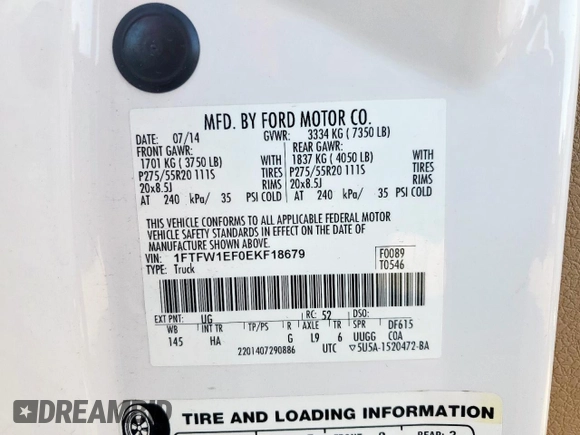 MFD. BY FORD MOTOR CO.
DATE: 07/14 GVWR: 3334 KG ( 7350 LB)
FRONT GAWR: REAR GAWR:
1701 KG ( 3750 LB) WITH 1837 KG ( 4050 LB) WITH
P275/55R20 111S TIRES P275/55R20 111S TIRES
20x8.5J RIMS 20x8.5J RIMS
AT 240 kPa/ 35 PSI COLD AT 240 kPa/ 35 PSI COLD
THIS VEHICLE CONFORMS TO ALL APPLICABLE FEDERAL MOTOR
VEHICLE SAFETY AND THEFT PREVENTION STANDARDS IN EFFECT ON THE DATE OF
MANUFACTURE SHOWN ABOVE.
VIN: 1FTFW1EF0EKF18679 F0089
TYPE: Truck T0546
EXT PNT: UG RC: 52 DSO:
WB INT TR TP/PS R AXLE TR SPR DF615
145 HA G L9 6 UUGG COA
2201407290886 UTC 5U5A-1520472-BA
TIRE AND LOADING INFORMATION
DREAMBID